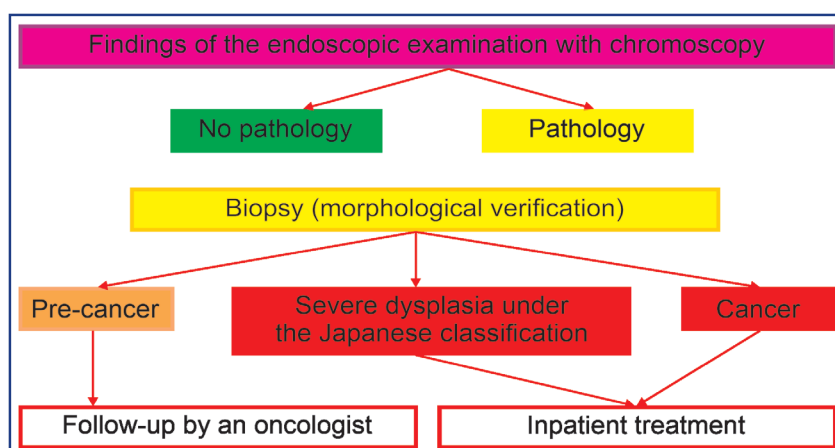 Findings of the endoscopic examination with chromoscopy
No pathology
Pathology
Biopsy (morphological verification)
Pre-cancer
Severe dysplasia under
the Japanese classification
Cancer
Follow-up by an oncologist
Inpatient treatment